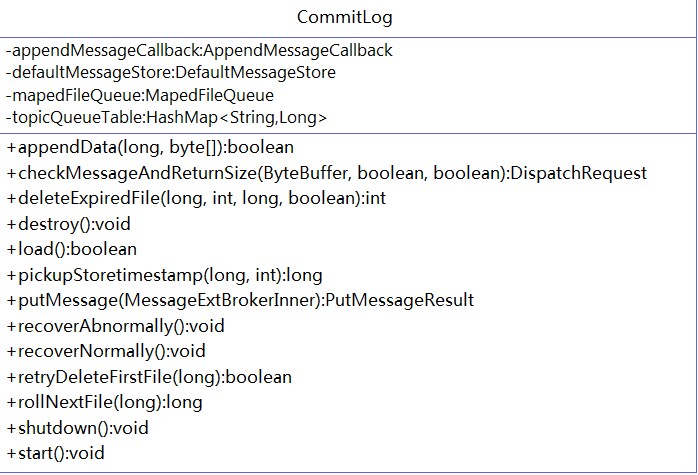 CommitLog
-appendMessageCallback:AppendMessageCallback
-defaultMessageStore:DefaultMessageStore
-mapedFileQueue:MapedFileQueue
-topicQueueTable:HashMap<String,Long>
+appendData(long, byte[]):boolean
+checkMessageAndReturnSize(ByteBuffer, boolean, boolean):DispatchRequest
+deleteExpiredFile(long, int, long, boolean):int
+destroy():void
+load():boolean
+pickupStoretimestamp(long, int):long
+putMessage(MessageExtBrokerInner):PutMessageResult
+recoverAbnormally():void
+recoverNormally():void
+retryDeleteFirstFile(long):boolean
+rollNextFile(long):long
+shutdown():void
+start():void